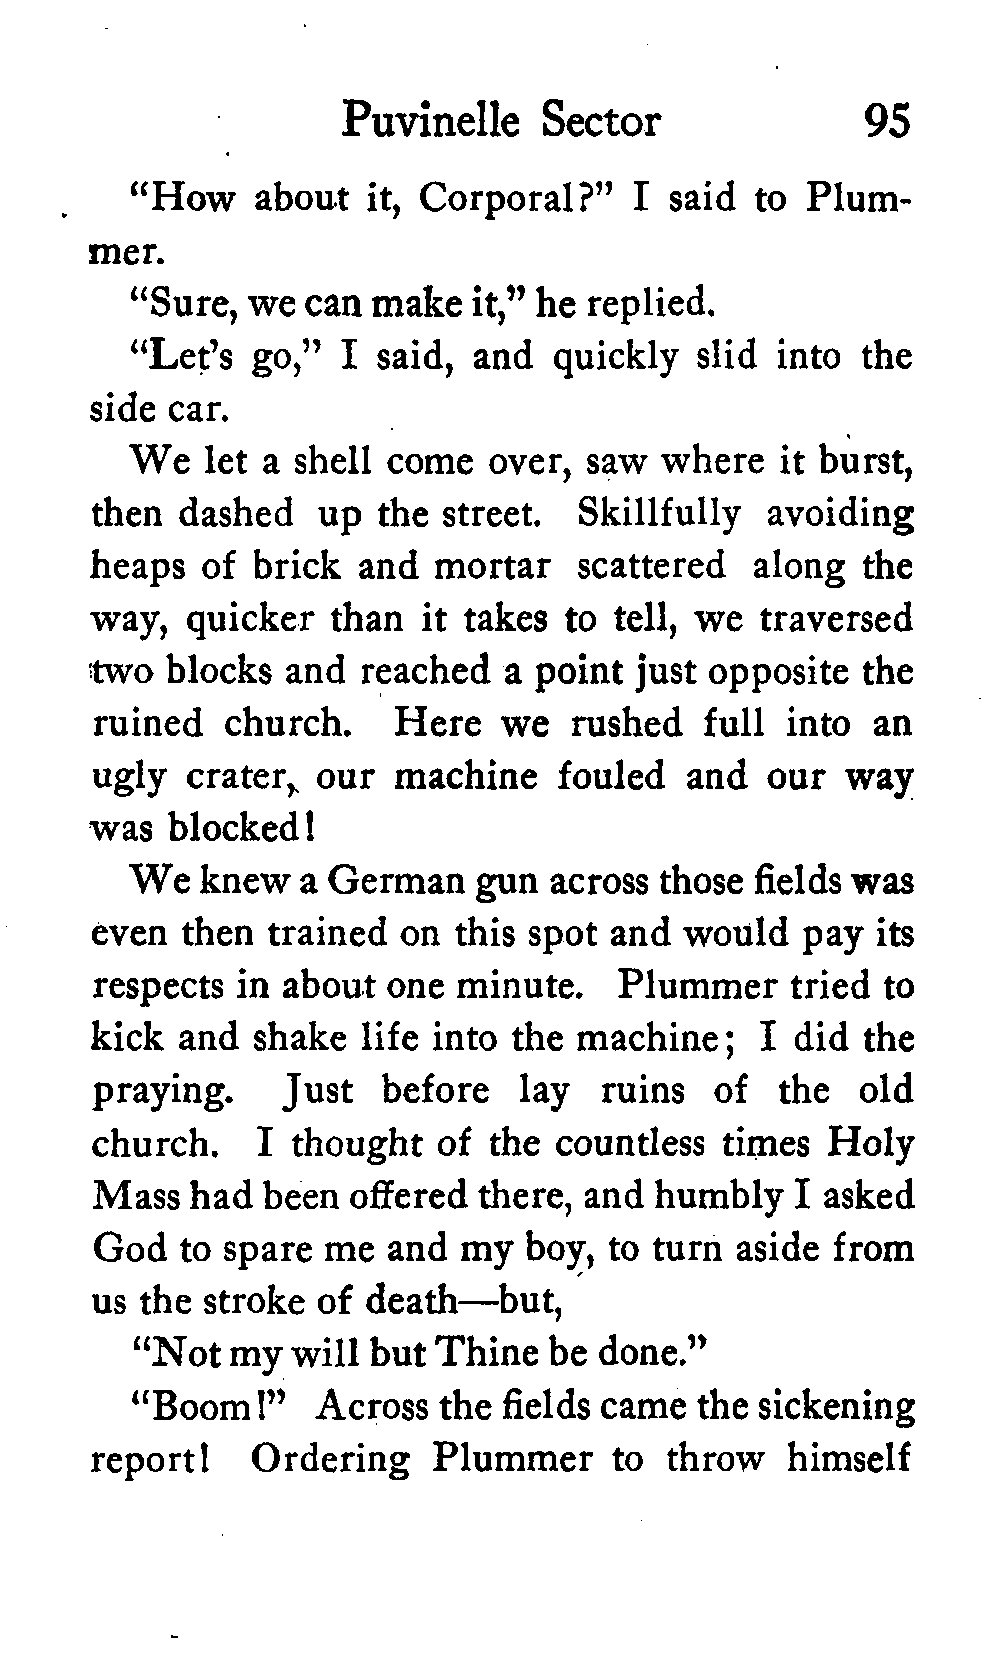 Puvinelle Sector 95
“How about it, Corporal?” I said to Plum-
mer.
“Sure, we can make it,” he replied.
“Let’s go,” I said, and quickly slid into the
side car.
We let a shell come over, saw where it burst,
then dashed up the street. Skillfully avoiding
heaps of brick and mortar scattered along the
way, quicker than it takes to tell, we traversed
two blocks and reached a point just opposite the
ruined church. Here we rushed full into an
ugly crater, our machine fouled and our way
was blocked!
We knew a German gun across those fields was
even then trained on this spot and would pay its
respects in about one minute. Plummer tried to
kick and shake life into the machine; I did the
praying. Just before lay ruins of the old
church. I thought of the countless times Holy
Mass had been offered there, and humbly I asked
God to spare me and my boy, to turn aside from
us the stroke of death—but,
“Not my will but Thine be done.”
“Boom!” Across the fields came the sickening
report! Ordering Plummer to throw himself